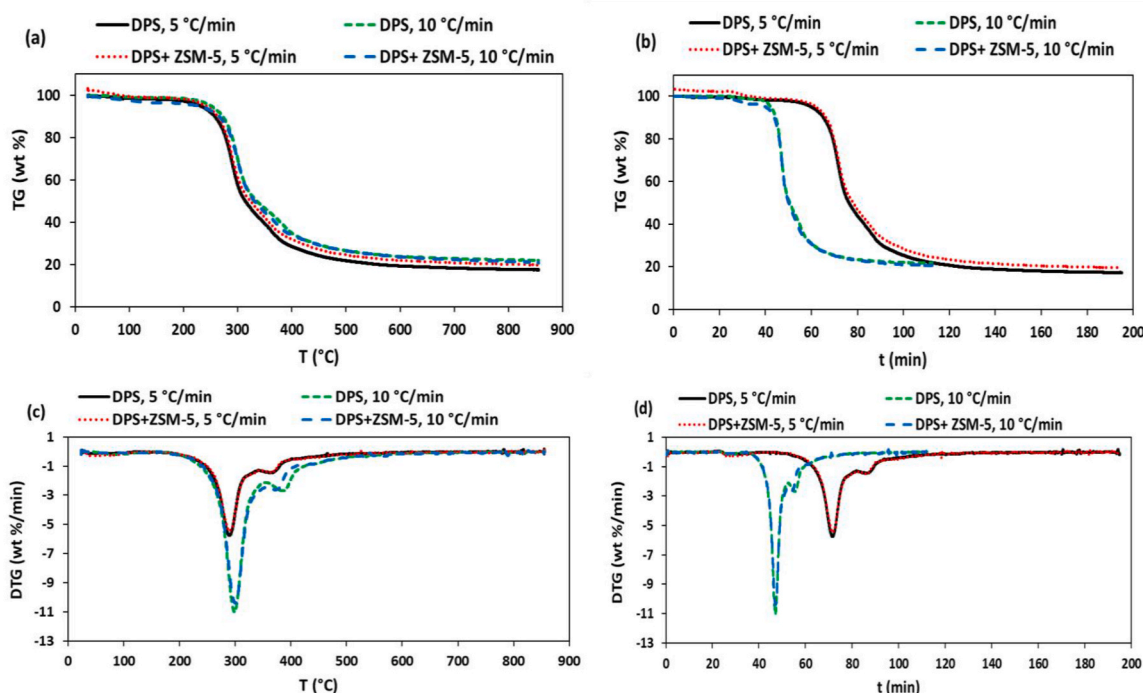 (a)
DPS, 5 °C/min
DPS, 10 °C/min
DPS+ ZSM-5, 5 °C/min
DPS+ ZSM-5, 10 °C/min
TG (wt %)
100
80
60
40
20
0
0 100 200 300 400 500 600 700 800 900
T (°C)
(b)
DPS, 5 °C/min
DPS, 10 °C/min
DPS+ ZSM-5, 5 °C/min
DPS+ ZSM-5, 10 °C/min
TG (wt %)
100
80
60
40
20
0
0 20 40 60 80 100 120 140 160 180 200
t (min)
(c)
DPS, 5 °C/min
DPS, 10 °C/min
DPS+ZSM-5, 5 °C/min
DPS+ZSM-5, 10 °C/min
DTG (wt %/min)
1
-1
-3
-5
-7
-9
-11
-13
0 100 200 300 400 500 600 700 800 900
T (°C)
(d)
DPS, 5 °C/min
DPS, 10 °C/min
DPS+ZSM-5, 5 °C/min
DPS+ ZSM-5, 10 °C/min
DTG (wt %/min)
1
-1
-3
-5
-7
-9
-11
-13
0 20 40 60 80 100 120 140 160 180 200
t (min)